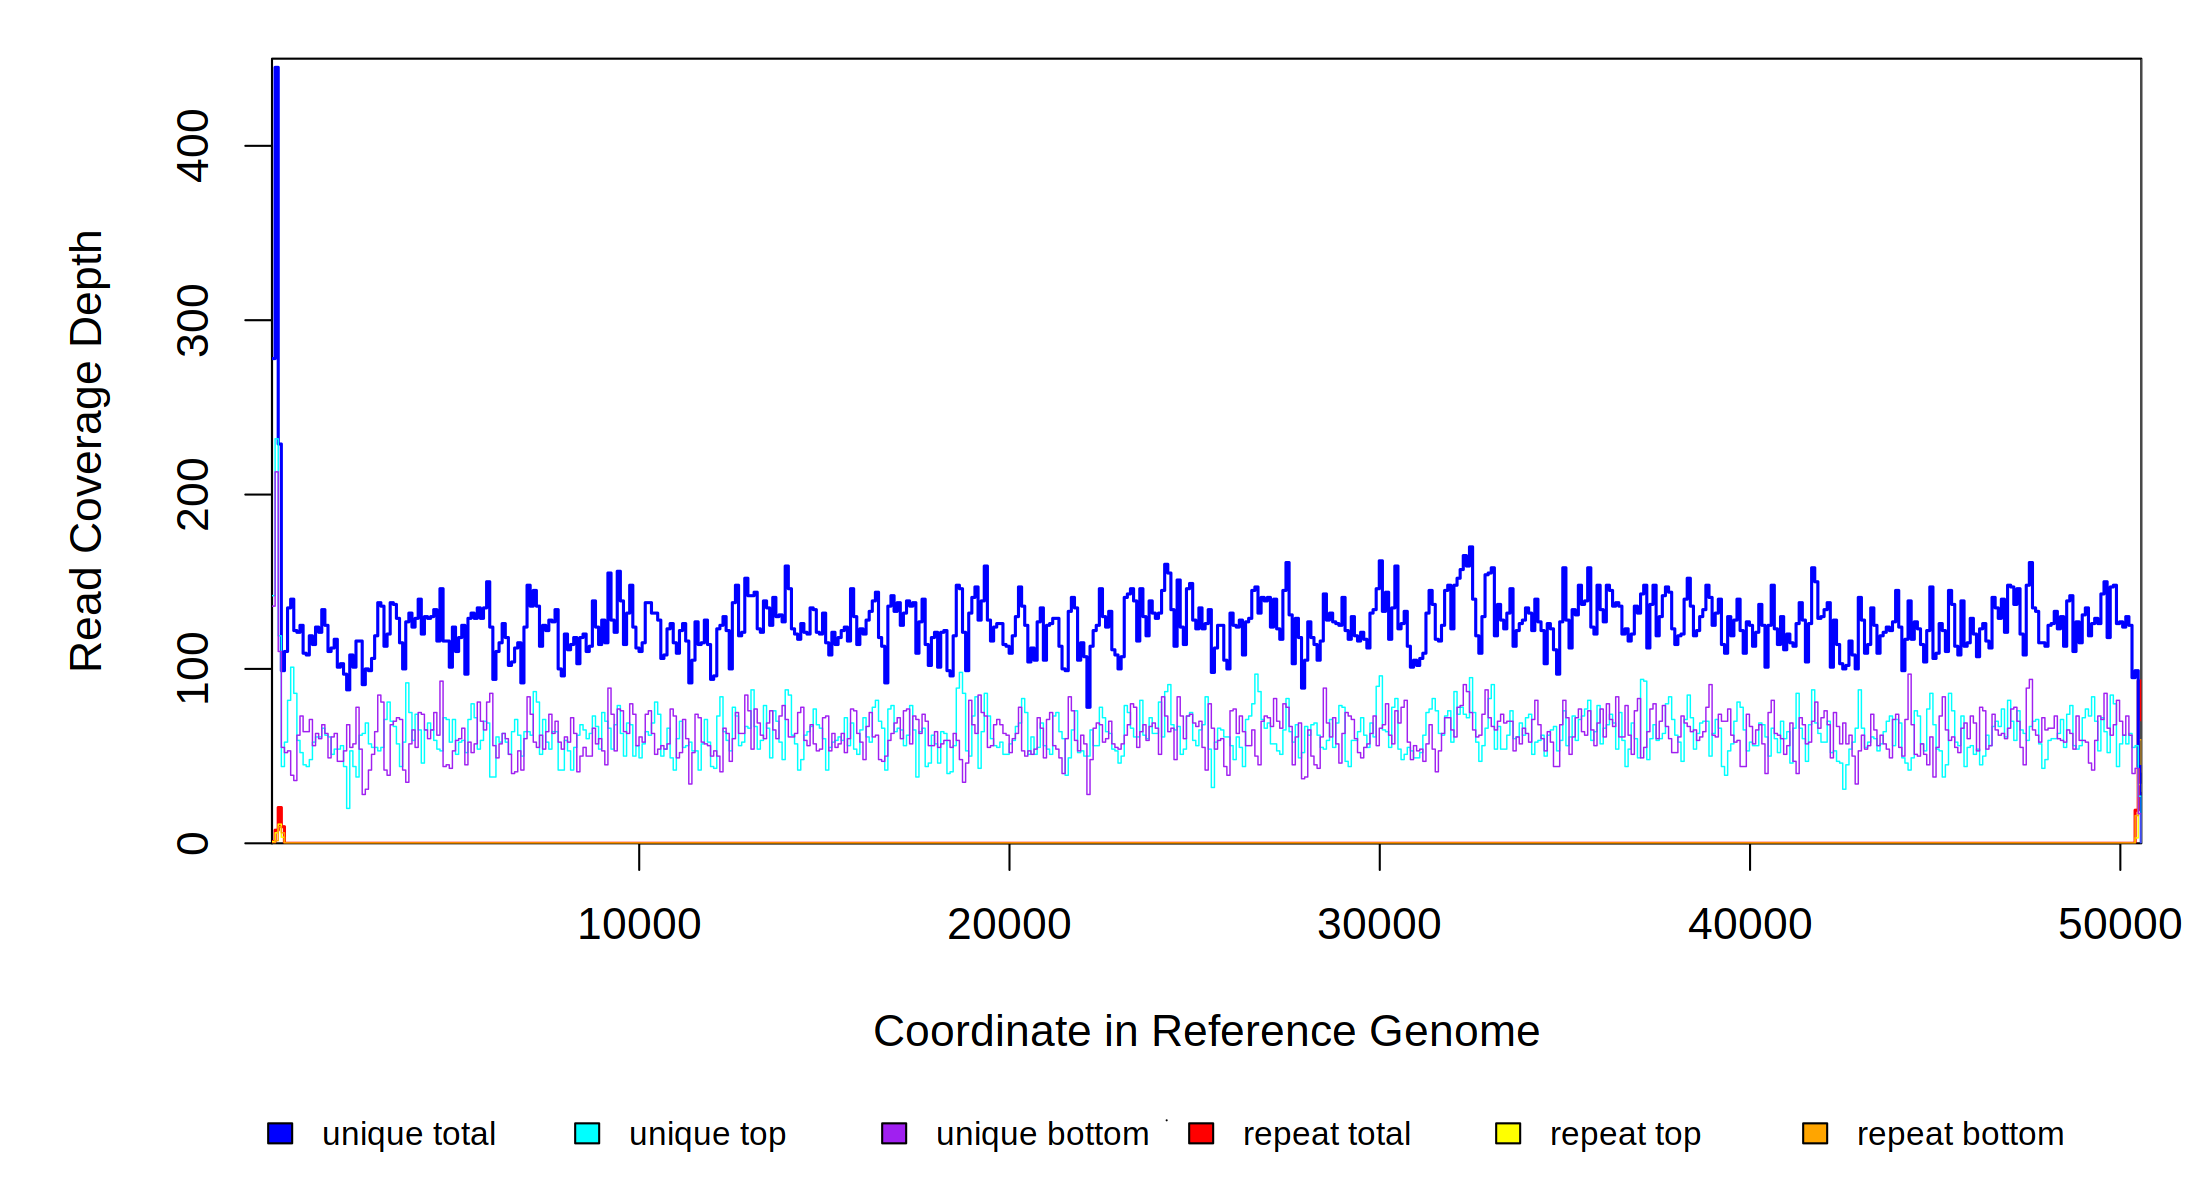 Read Coverage Depth
400
300
200
100
0
10000 20000 30000 40000 50000
Coordinate in Reference Genome
unique total unique top unique bottom repeat total repeat top repeat bottom